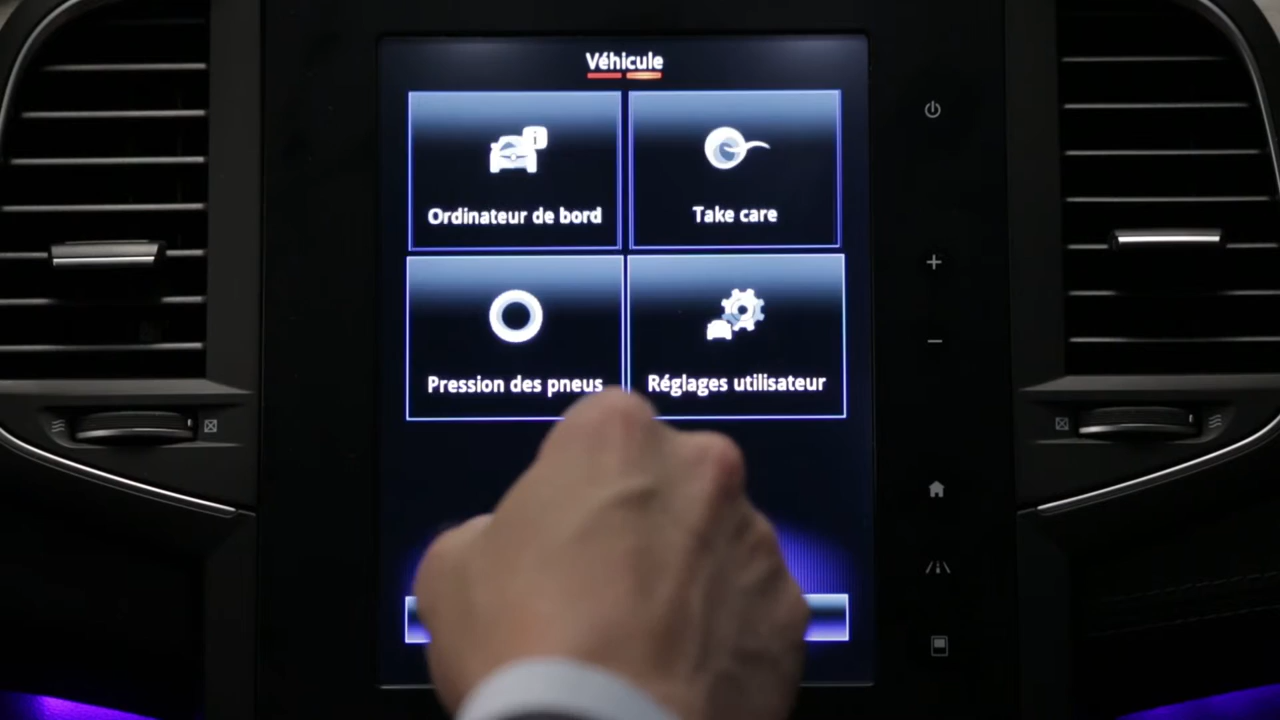 Véhicule
Ordinateur de bord
Take care
Pression des pneus
Réglages utilisateur